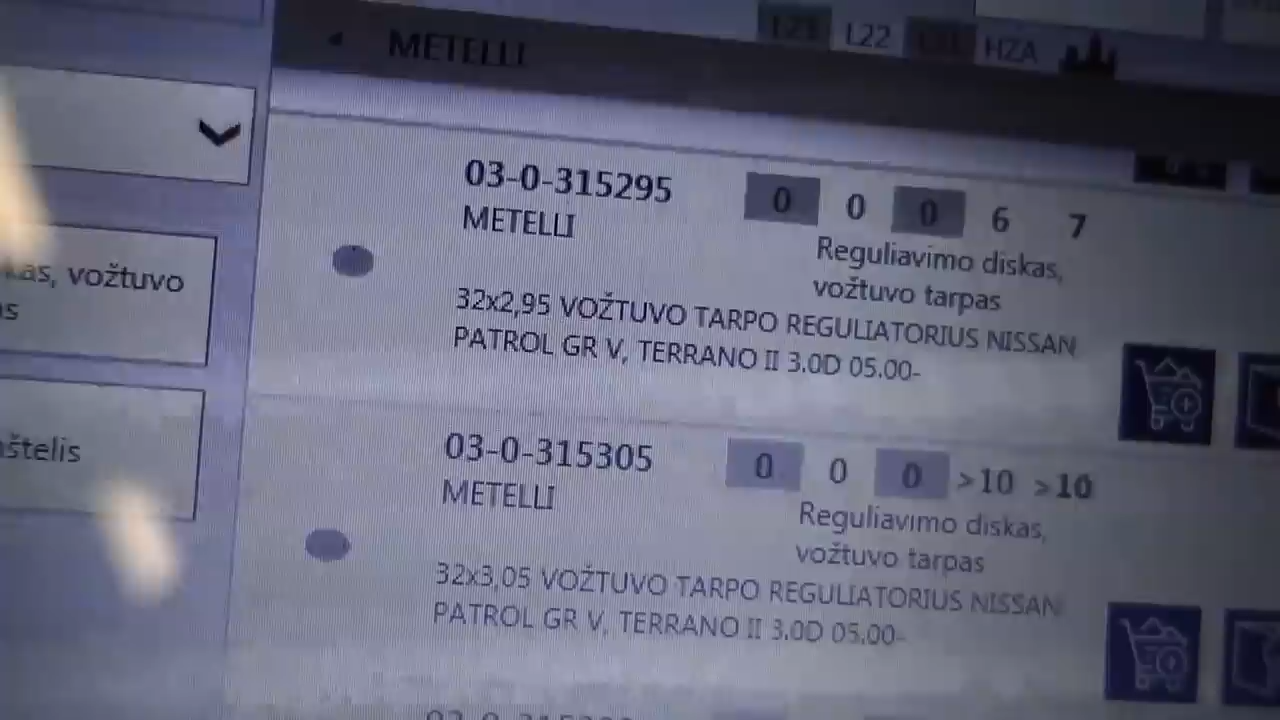 L21 L22 L31 HZA
METELLI
03-0-315295 0 0 0 6 7
METELLI
Reguliavimo diskas,
vožtuvo tarpas
32x2,95 VOŽTUVO TARPO REGULIATORIUS NISSAN
PATROL GR V, TERRANO II 3.0D 05.00-
03-0-315305 0 0 0 >10 >10
METELLI
Reguliavimo diskas,
vožtuvo tarpas
32x3,05 VOŽTUVO TARPO REGULIATORIUS NISSAN
PATROL GR V, TERRANO II 3.0D 05.00-
kas, vožtuvo
s
štelis